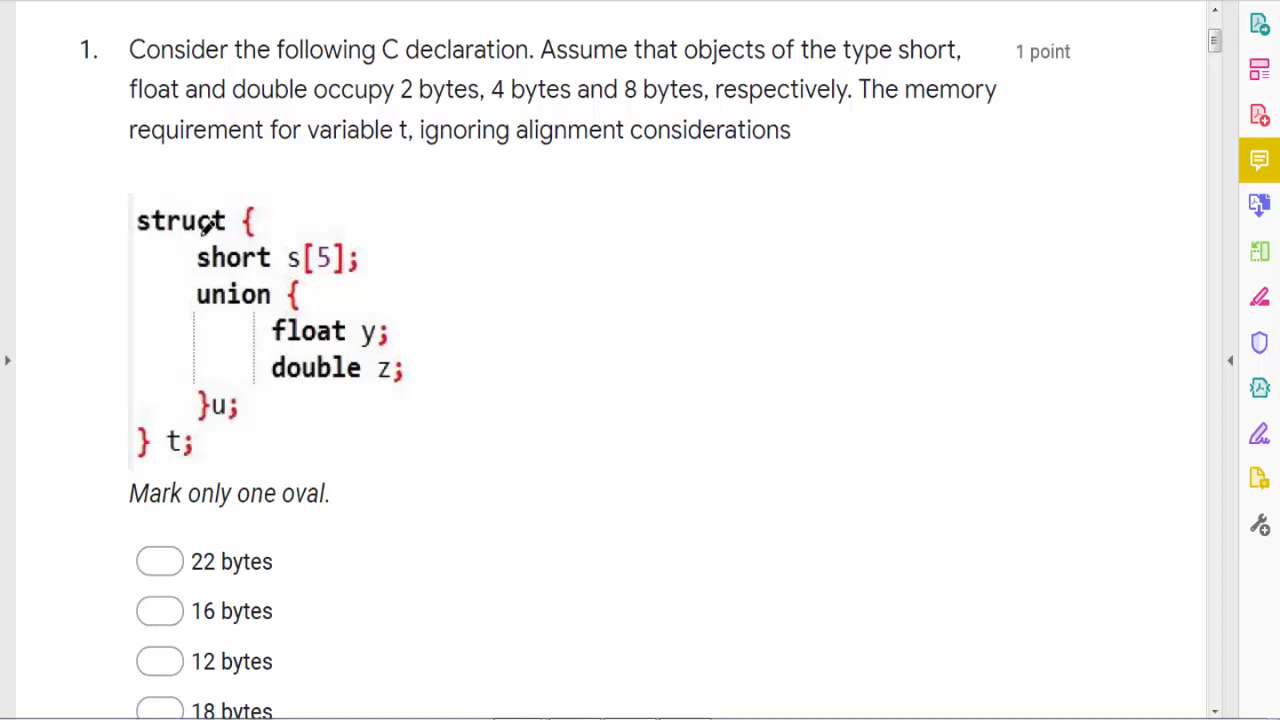 1. Consider the following C declaration. Assume that objects of the type short, 1 point
float and double occupy 2 bytes, 4 bytes and 8 bytes, respectively. The memory
requirement for variable t, ignoring alignment considerations
struct {
short s[5];
union {
float y;
double z;
}u;
} t;
Mark only one oval.
22 bytes
16 bytes
12 bytes
18 bytes